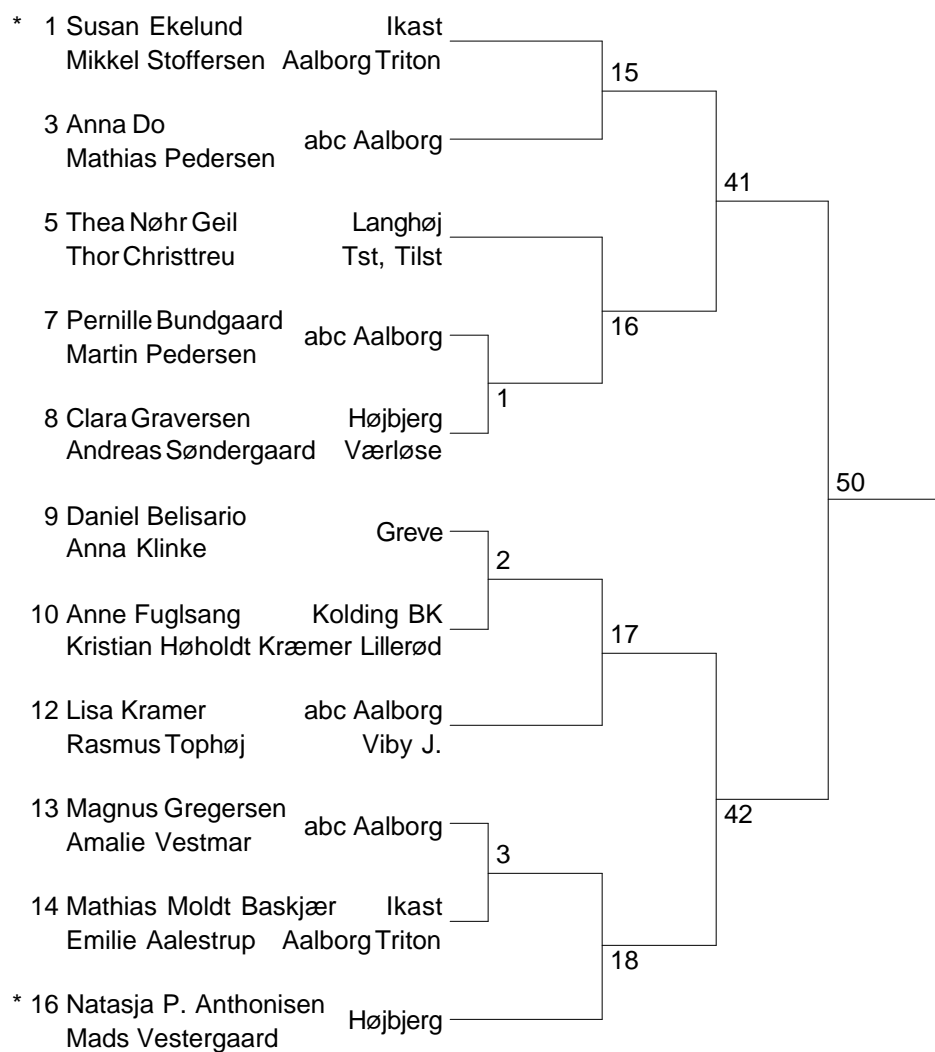 * 1 Susan Ekelund Ikast
Mikkel Stoffersen Aalborg Triton
15
3 Anna Do
abc Aalborg
Mathias Pedersen
41
5 Thea Nøhr Geil Langhøj
Thor Christtreu Tst, Tilst
7 Pernille Bundgaard
abc Aalborg
16
Martin Pedersen
1
8 Clara Graversen Højbjerg
Andreas Søndergaard Værløse
50
9 Daniel Belisario
Greve
Anna Klinke
2
10 Anne Fuglsang Kolding BK
17
Kristian Høholdt Kræmer Lillerød
12 Lisa Kramer abc Aalborg
Rasmus Tophøj Viby J.
13 Magnus Gregersen
42
abc Aalborg
Amalie Vestmar
3
14 Mathias Moldt Baskjær Ikast
Emilie Aalestrup Aalborg Triton
18
* 16 Natasja P. Anthonisen
Højbjerg
Mads Vestergaard